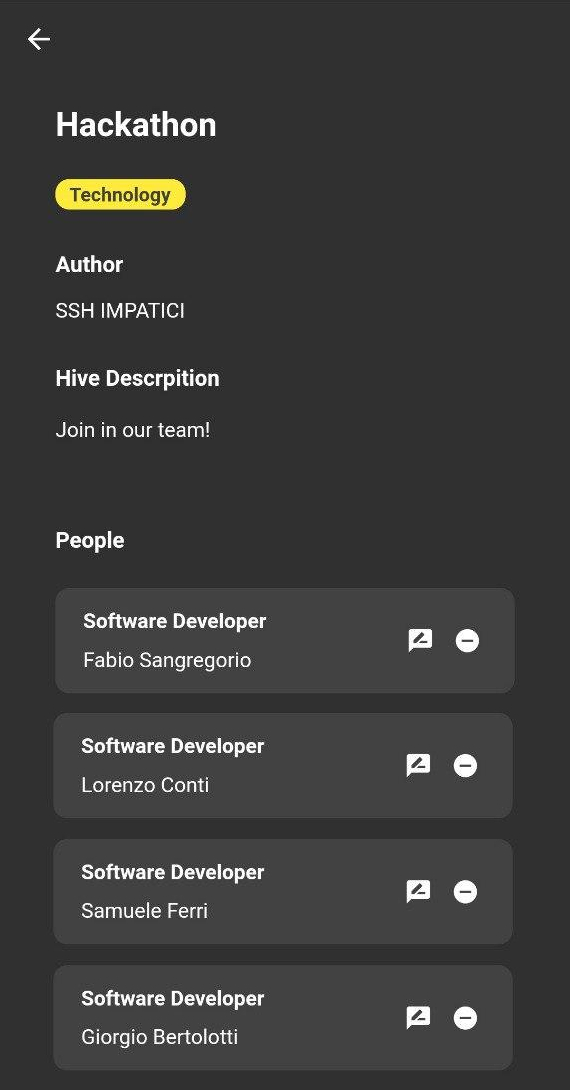 Hackathon
Technology
Author
SSH IMPATICI
Hive Descrpition
Join in our team!
People
Software Developer
Fabio Sangregorio
Software Developer
Lorenzo Conti
Software Developer
Samuele Ferri
Software Developer
Giorgio Bertolotti